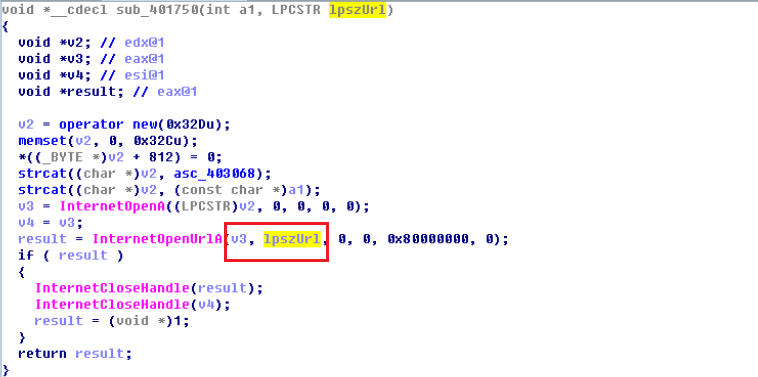 void *__cdecl sub_401750(int a1, LPCSTR lpszUrl)
{
void *v2; // edx@1
void *v3; // eax@1
void *v4; // esi@1
void *result; // eax@1
v2 = operator new(0x32Du);
memset(v2, 0, 0x32Cu);
*((_BYTE *)v2 + 812) = 0;
strcat((char *)v2, asc_403068);
strcat((char *)v2, (const char *)a1);
v3 = InternetOpenA((LPCSTR)v2, 0, 0, 0, 0);
v4 = v3;
result = InternetOpenUrlA(v3, lpszUrl, 0, 0, 0x80000000, 0);
if ( result )
{
InternetCloseHandle(result);
InternetCloseHandle(v4);
result = (void *)1;
}
return result;
}